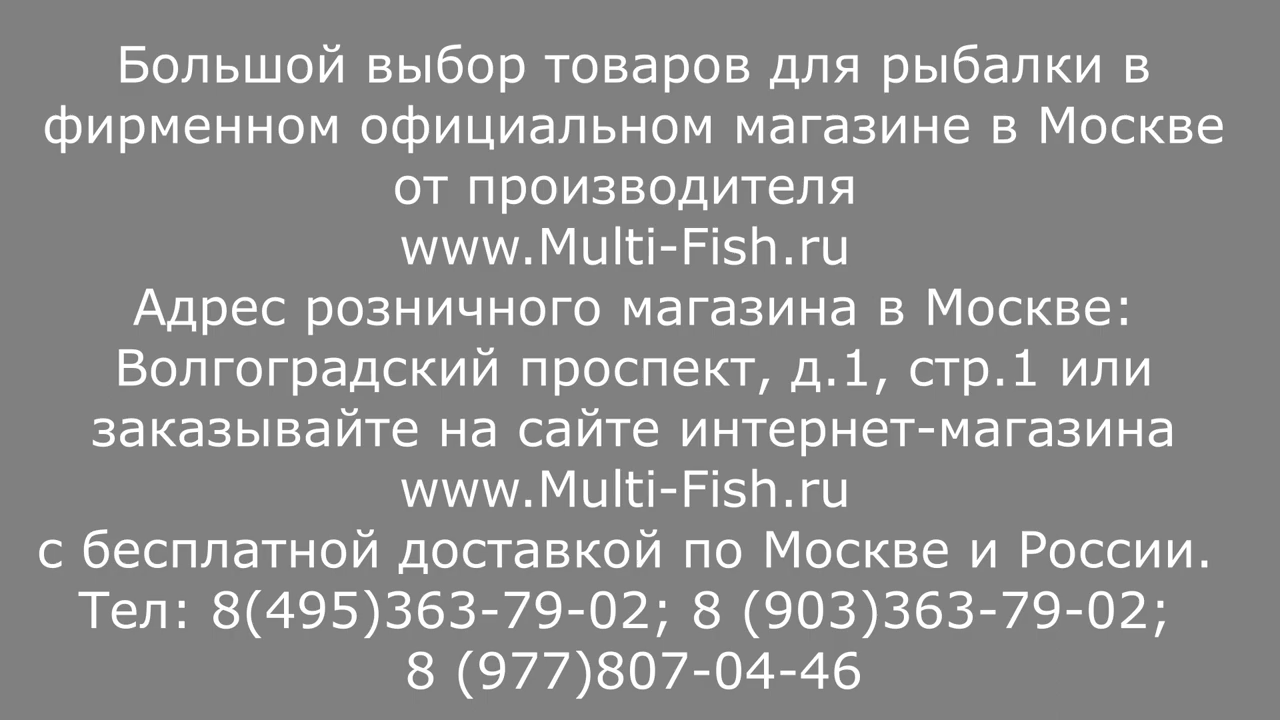 Большой выбор товаров для рыбалки в
фирменном официальном магазине в Москве
от производителя
www.Multi-Fish.ru
Адрес розничного магазина в Москве:
Волгоградский проспект, д.1, стр.1 или
заказывайте на сайте интернет-магазина
www.Multi-Fish.ru
с бесплатной доставкой по Москве и России.
Тел: 8(495)363-79-02; 8 (903)363-79-02;
8 (977)807-04-46